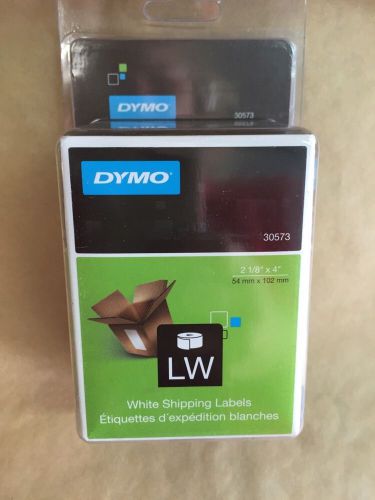 DYMO
30573
DYMO
30573
2 1/8" x 4"
54 mm x 102 mm
LW
White Shipping Labels
Étiquettes d'expédition blanches